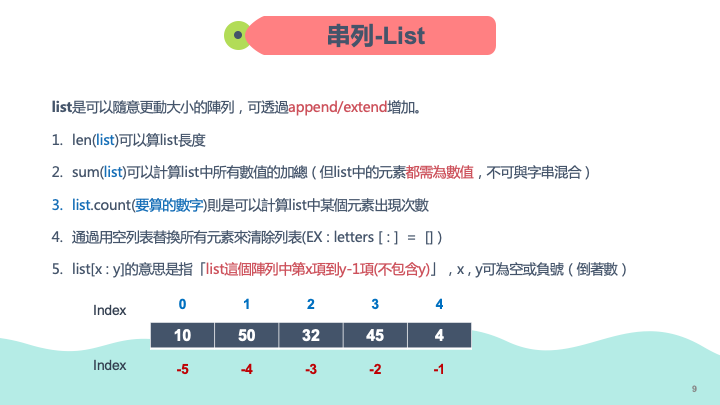 串列-List
list是可以隨意更動大小的陣列，可透過append/extend增加。
1. len(list)可以算list長度
2. sum(list)可以計算list中所有數值的加總（但list中的元素都需為數值，不可與字串混合）
3. list.count(要算的數字)則是可以計算list中某個元素出現次數
4. 通過用空列表替換所有元素來清除列表(EX : letters [ : ] = [] )
5. list[x : y]的意思是指「list這個陣列中第x項到y-1項(不包含y)」，x , y可為空或負號（倒著數）
Index 0 1 2 3 4
10 50 32 45 4
Index -5 -4 -3 -2 -1
9